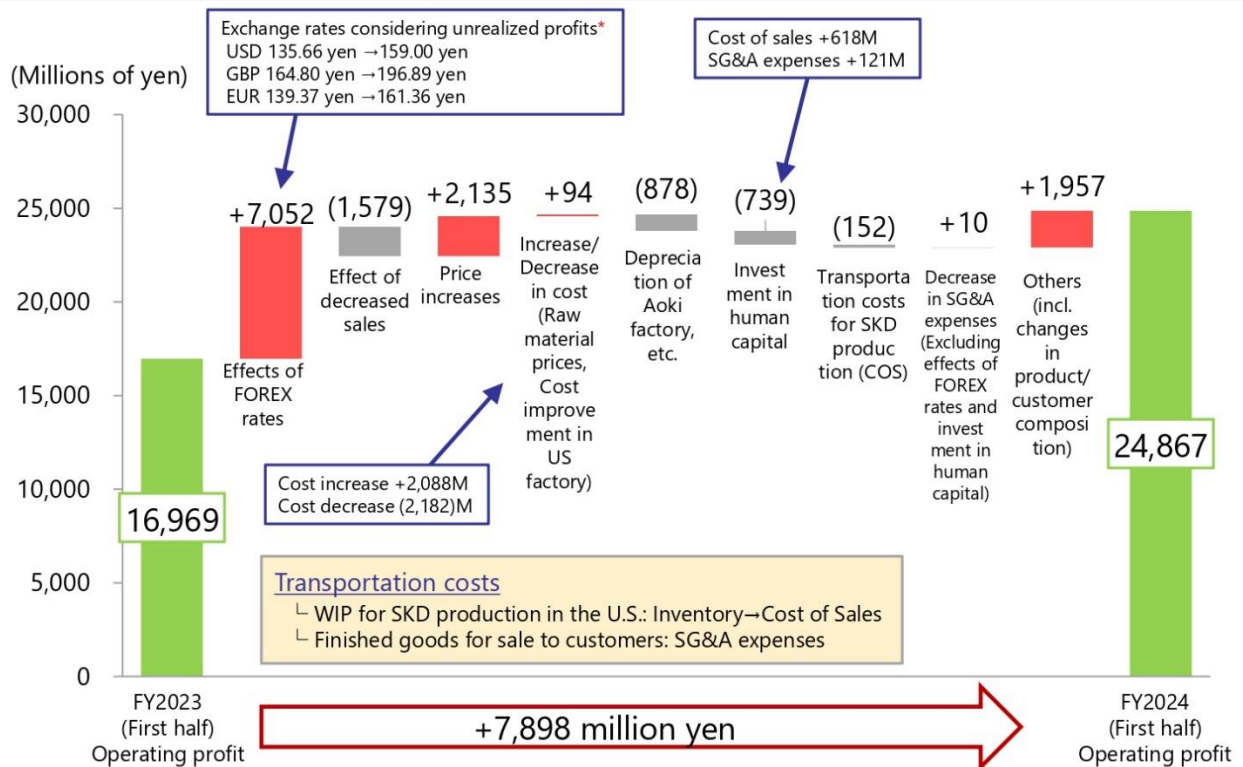 Exchange rates considering unrealized profits*
USD 135.66 yen →159.00 yen
GBP 164.80 yen →196.89 yen
EUR 139.37 yen →161.36 yen
Cost of sales +618M
SG&A expenses +121M
(Millions of yen)
30,000
25,000
20,000
15,000
10,000
5,000
0
+7,052
Effects of
FOREX
rates
(1,579)
Effect of
decreased
sales
+2,135
Price
increases
+94
Increase/
Decrease
in cost
(Raw
material
prices,
Cost
improve
ment in
US
factory)
(878)
Deprecia
tion of
Aoki
factory,
etc.
(739)
Invest
ment in
human
capital
(152)
Transporta
tion costs
for SKD
produc
tion (COS)
+10
Decrease
in SG&A
expenses
(Excluding
effects of
FOREX
rates and
invest
ment in
human
capital)
+1,957
Others
(incl.
changes
in
product/
customer
composi
tion)
16,969
24,867
Cost increase +2,088M
Cost decrease (2,182)M
Transportation costs
└ WIP for SKD production in the U.S.: Inventory→Cost of Sales
└ Finished goods for sale to customers: SG&A expenses
FY2023
(First half)
Operating profit
+7,898 million yen
FY2024
(First half)
Operating profit